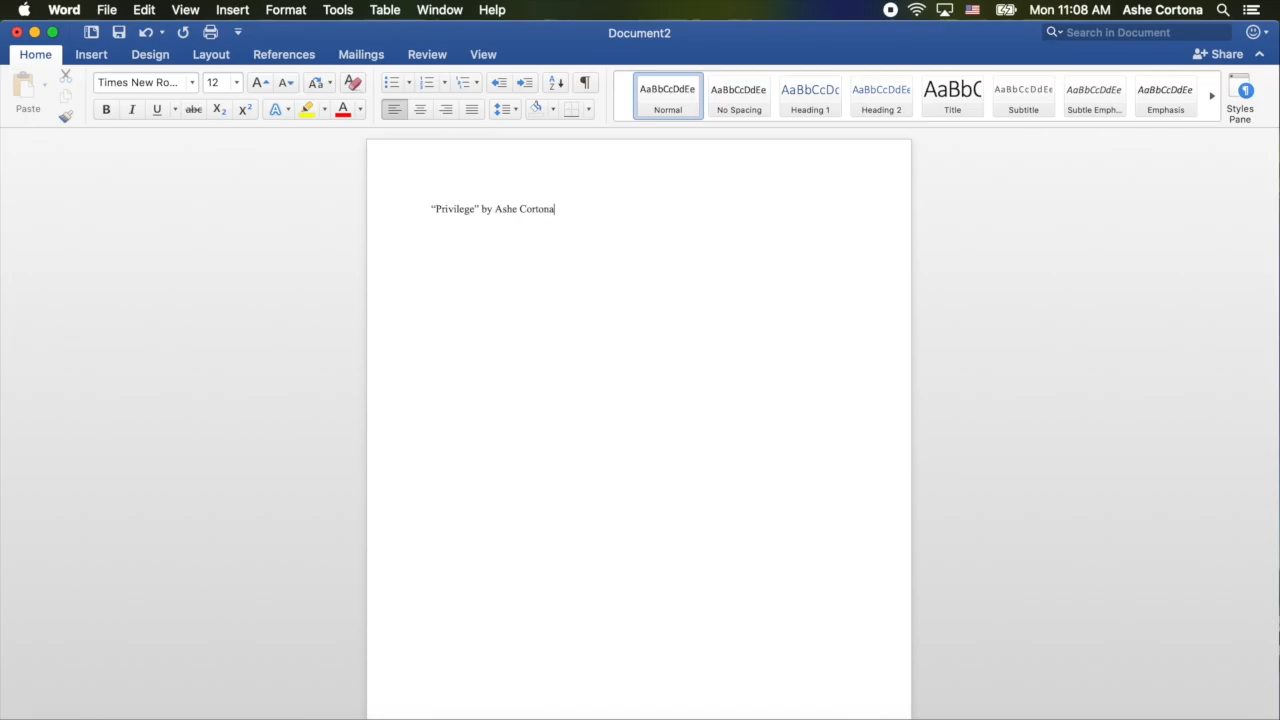 Word File Edit View Insert Format Tools Table Window Help Mon 11:08 AM Ashe Cortona
Document2 Search in Document
Home Insert Design Layout References Mailings Review View Share
Times New Ro... 12
AaBbCcDdEe AaBbCcDdEe AaBbCcDc AaBbCcDdEe AaBbC AaBbCcDdEe AaBbCcDdEe AaBbCcDdEe
Paste B I U abc X₂ X² A A Normal No Spacing Heading 1 Heading 2 Title Subtitle Subtle Emph... Emphasis Styles Pane
“Privilege” by Ashe Cortona